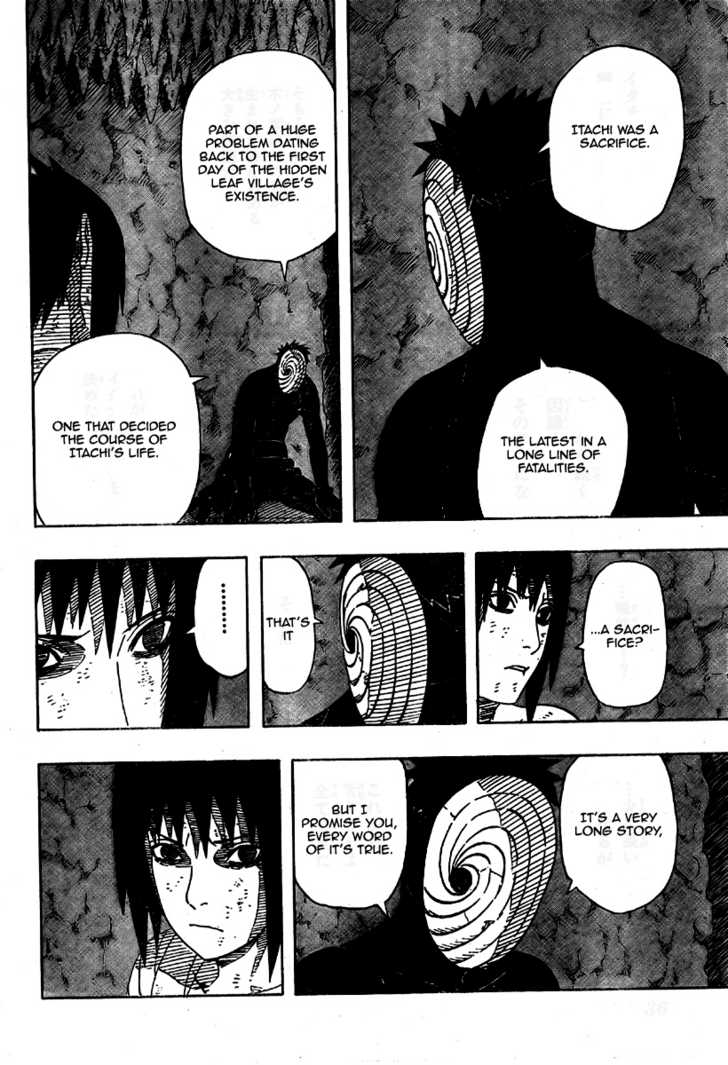 ITACHI WAS A
SACRIFICE.
THE LATEST IN A
LONG LINE OF
FATALITIES.
PART OF A HUGE
PROBLEM DATING
BACK TO THE FIRST
DAY OF THE HIDDEN
LEAF VILLAGE'S
EXISTENCE.
ONE THAT DECIDED
THE COURSE OF
ITACHI'S LIFE.
...A SACRI-
FICE?
THAT'S
IT
.........
IT'S A VERY
LONG STORY,
BUT I
PROMISE YOU,
EVERY WORD
OF IT'S TRUE.
36